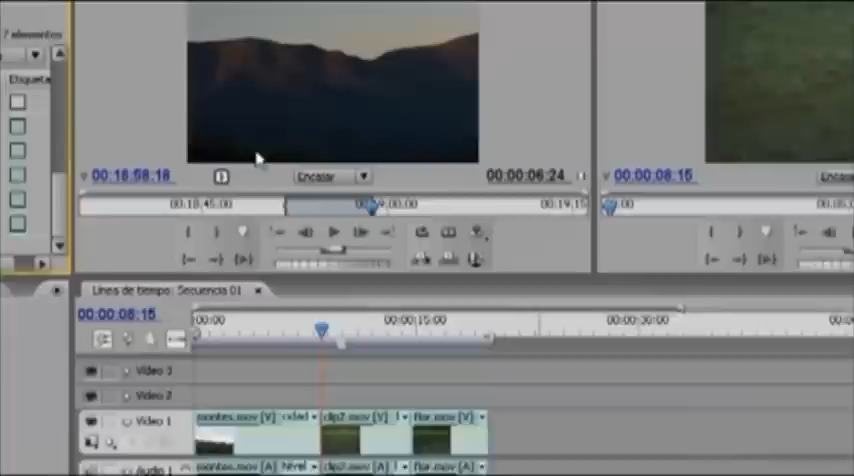 7 elementos
Etiqueta
00:18:58:18
Encajar
00:00:06:24
00:00:08:15
00:18:45:00
00:19:15
Línea de tiempo: Secuencia 01
00:00:08:15
00:00
00:00:15:00
00:00:30:00
Vídeo 3
Vídeo 2
Vídeo 1
montes.mov [V]
clip2.mov [V]
flor.mov [V]
Audio 1
montes.mov [A]
clip2.mov [A]
flor.mov [A]